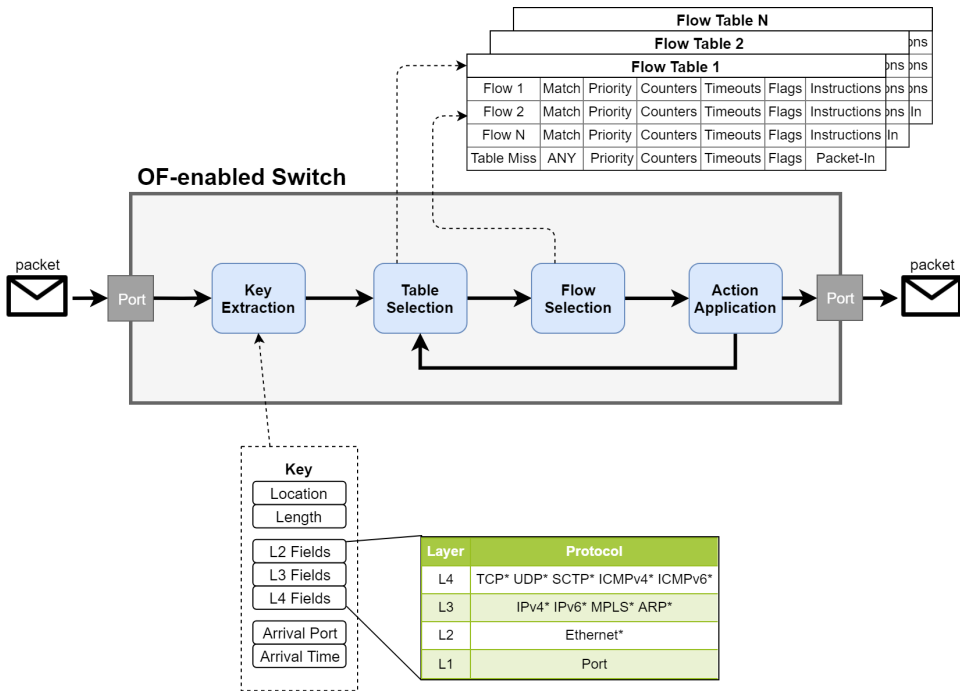 Flow Table N
Flow Table 2
ons
Flow Table 1
ons ons
Flow 1 Match Priority Counters Timeouts Flags Instructions ons ons
Flow 2 Match Priority Counters Timeouts Flags Instructions ons In
Flow N Match Priority Counters Timeouts Flags Instructions In
Table Miss ANY Priority Counters Timeouts Flags Packet-In
OF-enabled Switch
packet
Port
Key
Extraction
Table
Selection
Flow
Selection
Action
Application
Port
packet
Key
Location
Length
L2 Fields
L3 Fields
L4 Fields
Arrival Port
Arrival Time
Layer Protocol
L4 TCP* UDP* SCTP* ICMPv4* ICMPv6*
L3 IPv4* IPv6* MPLS* ARP*
L2 Ethernet*
L1 Port